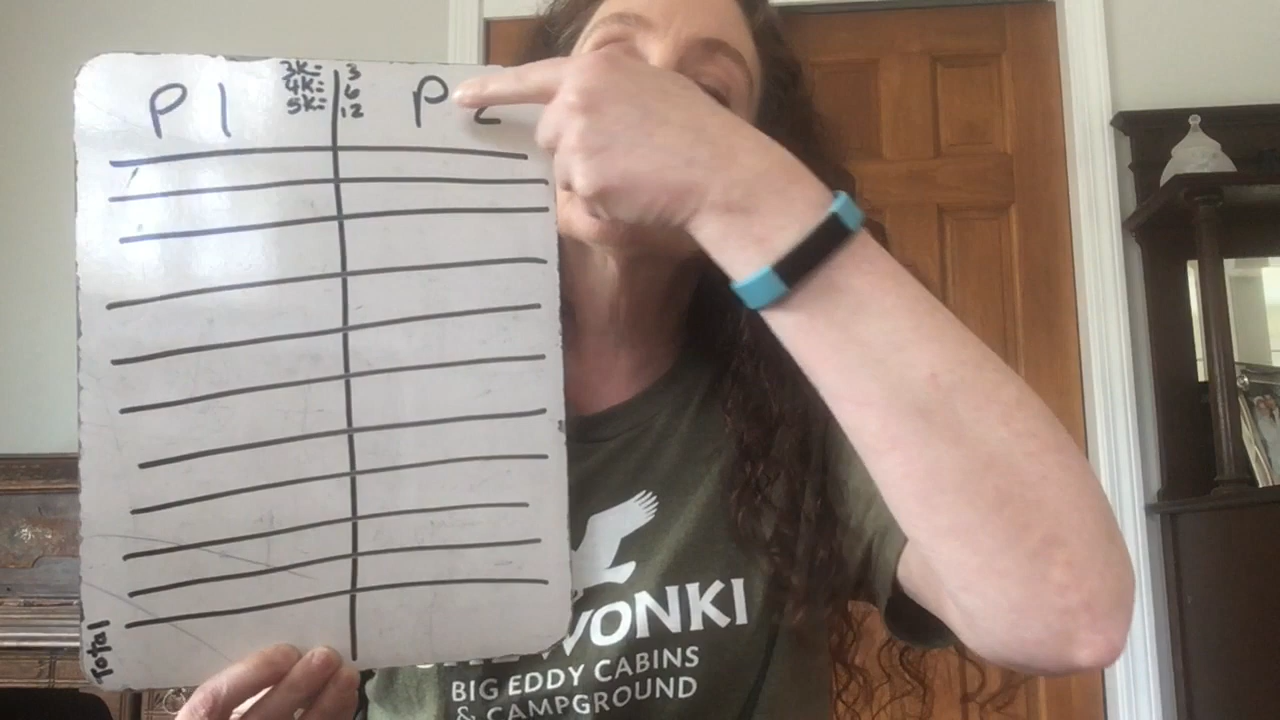 P1
3K= 3
4K= 6
5K= 12
P2
Total
WONKI
BIG EDDY CABINS
& CAMPGROUND